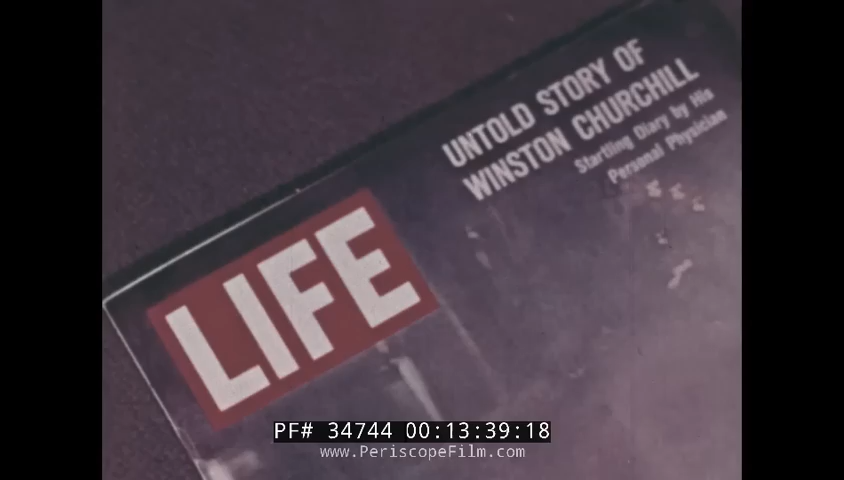 UNTOLD STORY OF
WINSTON CHURCHILL
Startling Diary by His
Personal Physician
LIFE
PF# 34744 00:13:39:18
www.PeriscopeFilm.com